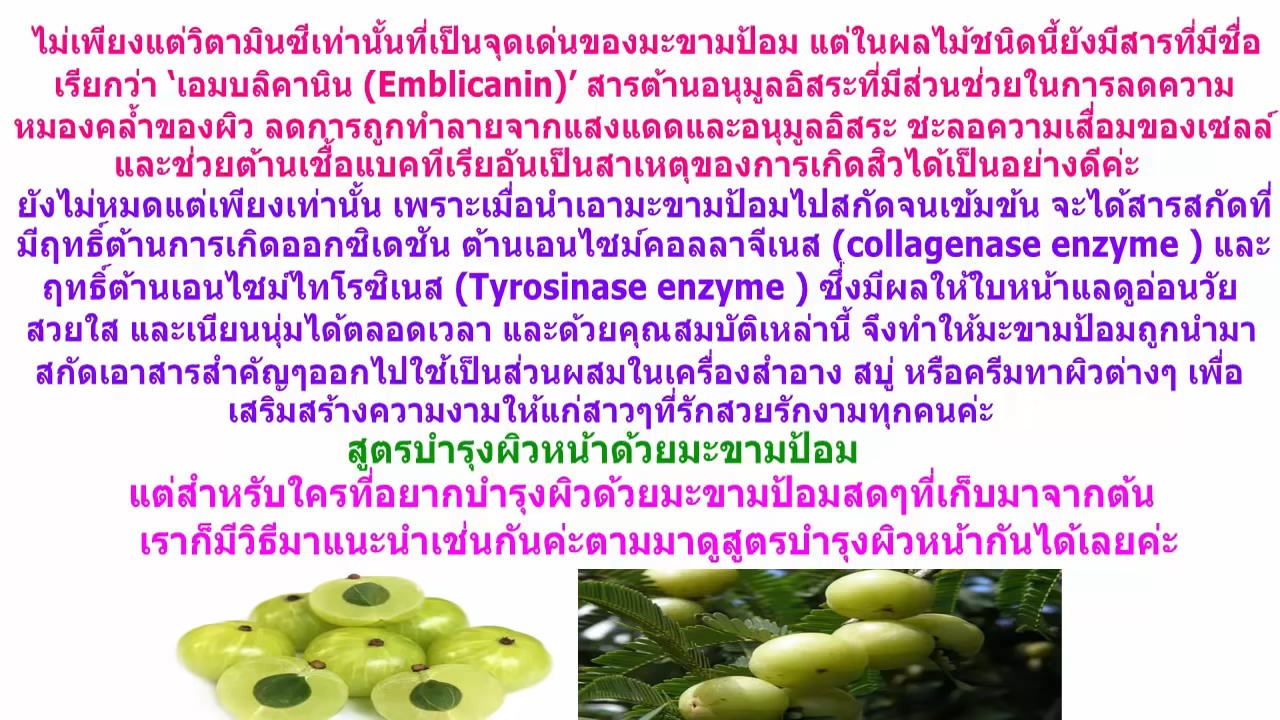 ไม่เพียงแต่วิตามินซีเท่านั้นที่เป็นจุดเด่นของมะขามป้อม แต่ในผลไม้ชนิดนี้ยังมีสารที่มีชื่อ
เรียกว่า ‘เอมบลิคานิน (Emblicanin)’ สารต้านอนุมูลอิสระที่มีส่วนช่วยในการลดความ
หมองคล้ำของผิว ลดการถูกทำลายจากแสงแดดและอนุมูลอิสระ ชะลอความเสื่อมของเซลล์
และช่วยต้านเชื้อแบคทีเรียอันเป็นสาเหตุของการเกิดสิวได้เป็นอย่างดีค่ะ
ยังไม่หมดแต่เพียงเท่านั้น เพราะเมื่อนำเอามะขามป้อมไปสกัดจนเข้มข้น จะได้สารสกัดที่
มีฤทธิ์ต้านการเกิดออกซิเดชัน ต้านเอนไซม์คอลลาจีเนส (collagenase enzyme ) และ
ฤทธิ์ต้านเอนไซม์ไทโรซิเนส (Tyrosinase enzyme ) ซึ่งมีผลให้ใบหน้าแลดูอ่อนวัย
สวยใส และเนียนนุ่มได้ตลอดเวลา และด้วยคุณสมบัติเหล่านี้ จึงทำให้มะขามป้อมถูกนำมา
สกัดเอาสารสำคัญๆออกไปใช้เป็นส่วนผสมในเครื่องสำอาง สบู่ หรือครีมทาผิวต่างๆ เพื่อ
เสริมสร้างความงามให้แก่สาวๆที่รักสวยรักงามทุกคนค่ะ
สูตรบำรุงผิวหน้าด้วยมะขามป้อม
แต่สำหรับใครที่อยากบำรุงผิวด้วยมะขามป้อมสดๆที่เก็บมาจากต้น
เราก็มีวิธีมาแนะนำเช่นกันค่ะตามมาดูสูตรบำรุงผิวหน้ากันได้เลยค่ะ